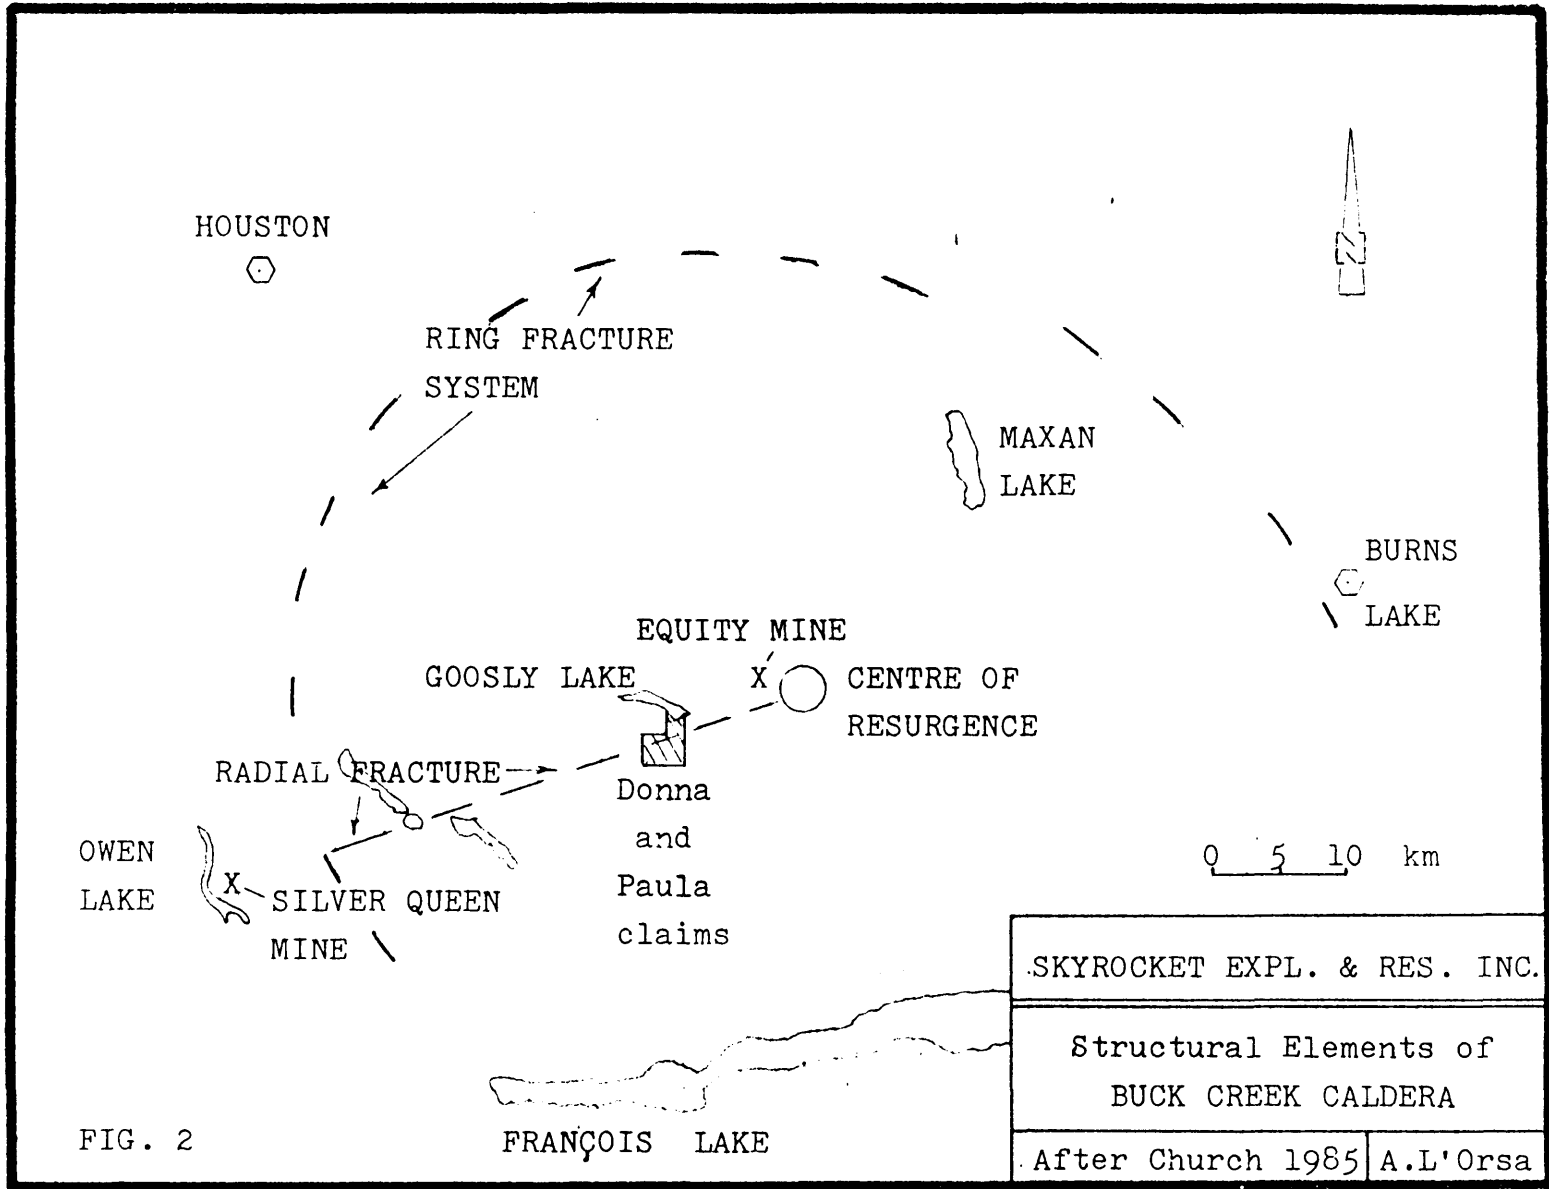 HOUSTON
N
RING FRACTURE
SYSTEM
MAXAN
LAKE
BURNS
LAKE
EQUITY MINE
X
GOOSLY LAKE
CENTRE OF
RESURGENCE
RADIAL FRACTURE
Donna
and
Paula
claims
OWEN
LAKE
X
SILVER QUEEN
MINE
0 5 10 km
FRANÇOIS LAKE
FIG. 2
SKYROCKET EXPL. & RES. INC.
Structural Elements of
BUCK CREEK CALDERA
After Church 1985
A.L'Orsa